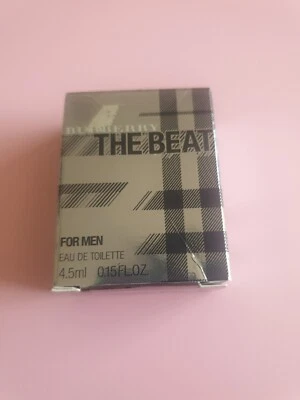 BURBERRY
THE BEAT
FOR MEN
EAU DE TOILETTE
4.5ml 0.15FL.OZ.